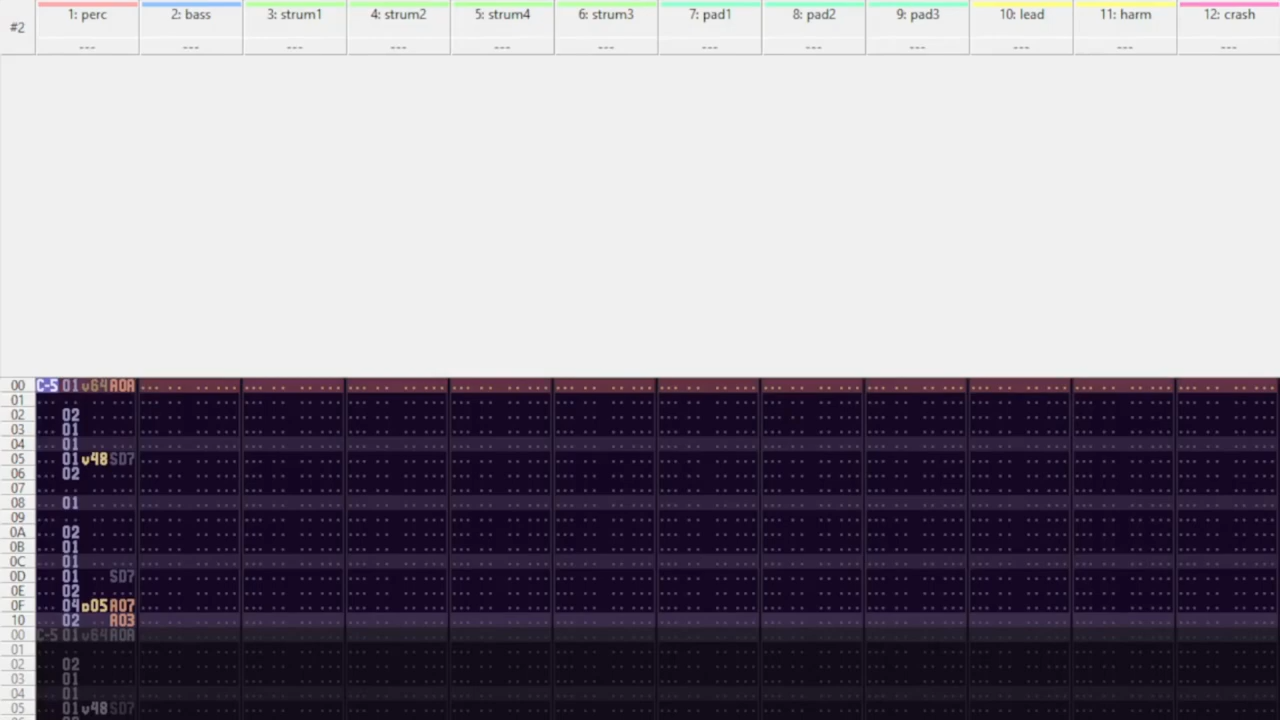 #2 1: perc 2: bass 3: strum1 4: strum2 5: strum4 6: strum3 7: pad1 8: pad2 9: pad3 10: lead 11: harm 12: crash
--- --- --- --- --- --- --- --- --- --- --- ---
00 C-5 01 v64 A0A
01
02 02
03 01
04 01
05 01 v48 SD7
06 02
07
08 01
09
0A 02
0B 01
0C 01
0D 01 SD7
0E 02
0F 04 p05 A07
10 02 A03
00 C-5 01 v64 A0A
01
02 02
03 01
04 01
05 01 v48 SD7